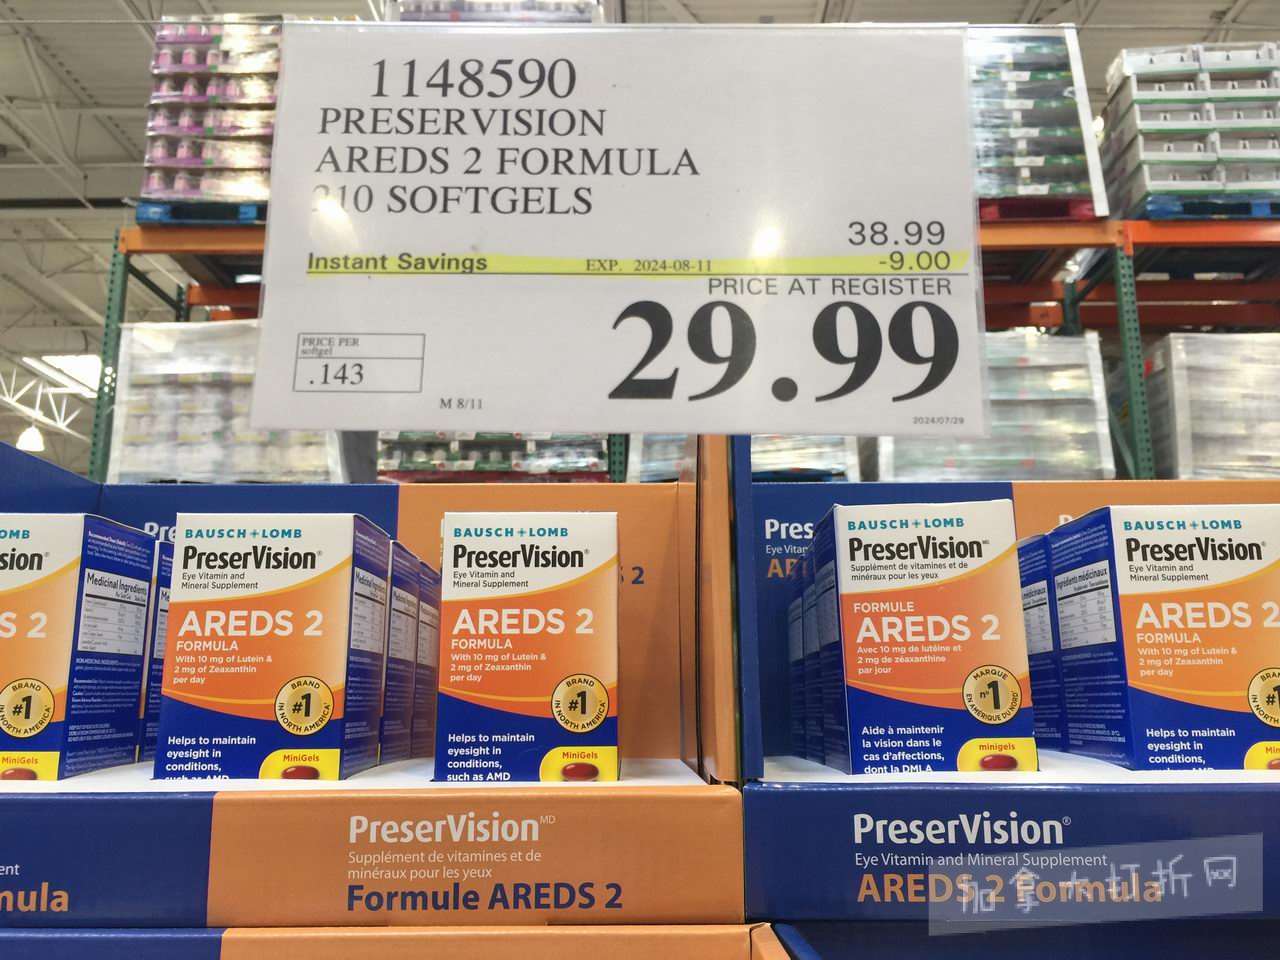 1148590
PRESERVISION
AREDS 2 FORMULA
210 SOFTGELS
38.99
Instant Savings EXP. 2024-08-11 -9.00
PRICE AT REGISTER
29.99
PRICE PER
softgel
.143
M 8/11
2024/07/29
BAUSCH + LOMB
PreserVision®
Eye Vitamin and
Mineral Supplement
AREDS 2
FORMULA
With 10 mg of Lutein &
2 mg of Zeaxanthin
per day
BRAND
#1
IN NORTH AMERICA
Helps to maintain
eyesight in
conditions,
such as AMD
MiniGels
Medicinal Ingredients
BAUSCH + LOMB
PreserVision®
Eye Vitamin and
Mineral Supplement
AREDS 2
FORMULA
With 10 mg of Lutein &
2 mg of Zeaxanthin
per day
BRAND
#1
IN NORTH AMERICA
Helps to maintain
eyesight in
conditions,
such as AMD
MiniGels
BAUSCH + LOMB
PreserVision MD
Supplément de vitamines et de
minéraux pour les yeux
FORMULE
AREDS 2
Avec 10 mg de lutéine et
2 mg de zéaxanthine
par jour
MARQUE
nº1
EN AMÉRIQUE DU NORD
Aide à maintenir
la vision dans le
cas d'affections,
dont la DMLA
minigels
Ingrédients médicinaux
BAUSCH + LOMB
PreserVision®
Eye Vitamin and
Mineral Supplement
AREDS 2
FORMULA
With 10 mg of Lutein &
2 mg of Zeaxanthin
per day
Helps to maintain
eyesight in
conditions,
MiniGels
PreserVision MD
Supplément de vitamines et de
minéraux pour les yeux
Formule AREDS 2
PreserVision®
Eye Vitamin and Mineral Supplement
AREDS 2 Formula
加拿大打折网